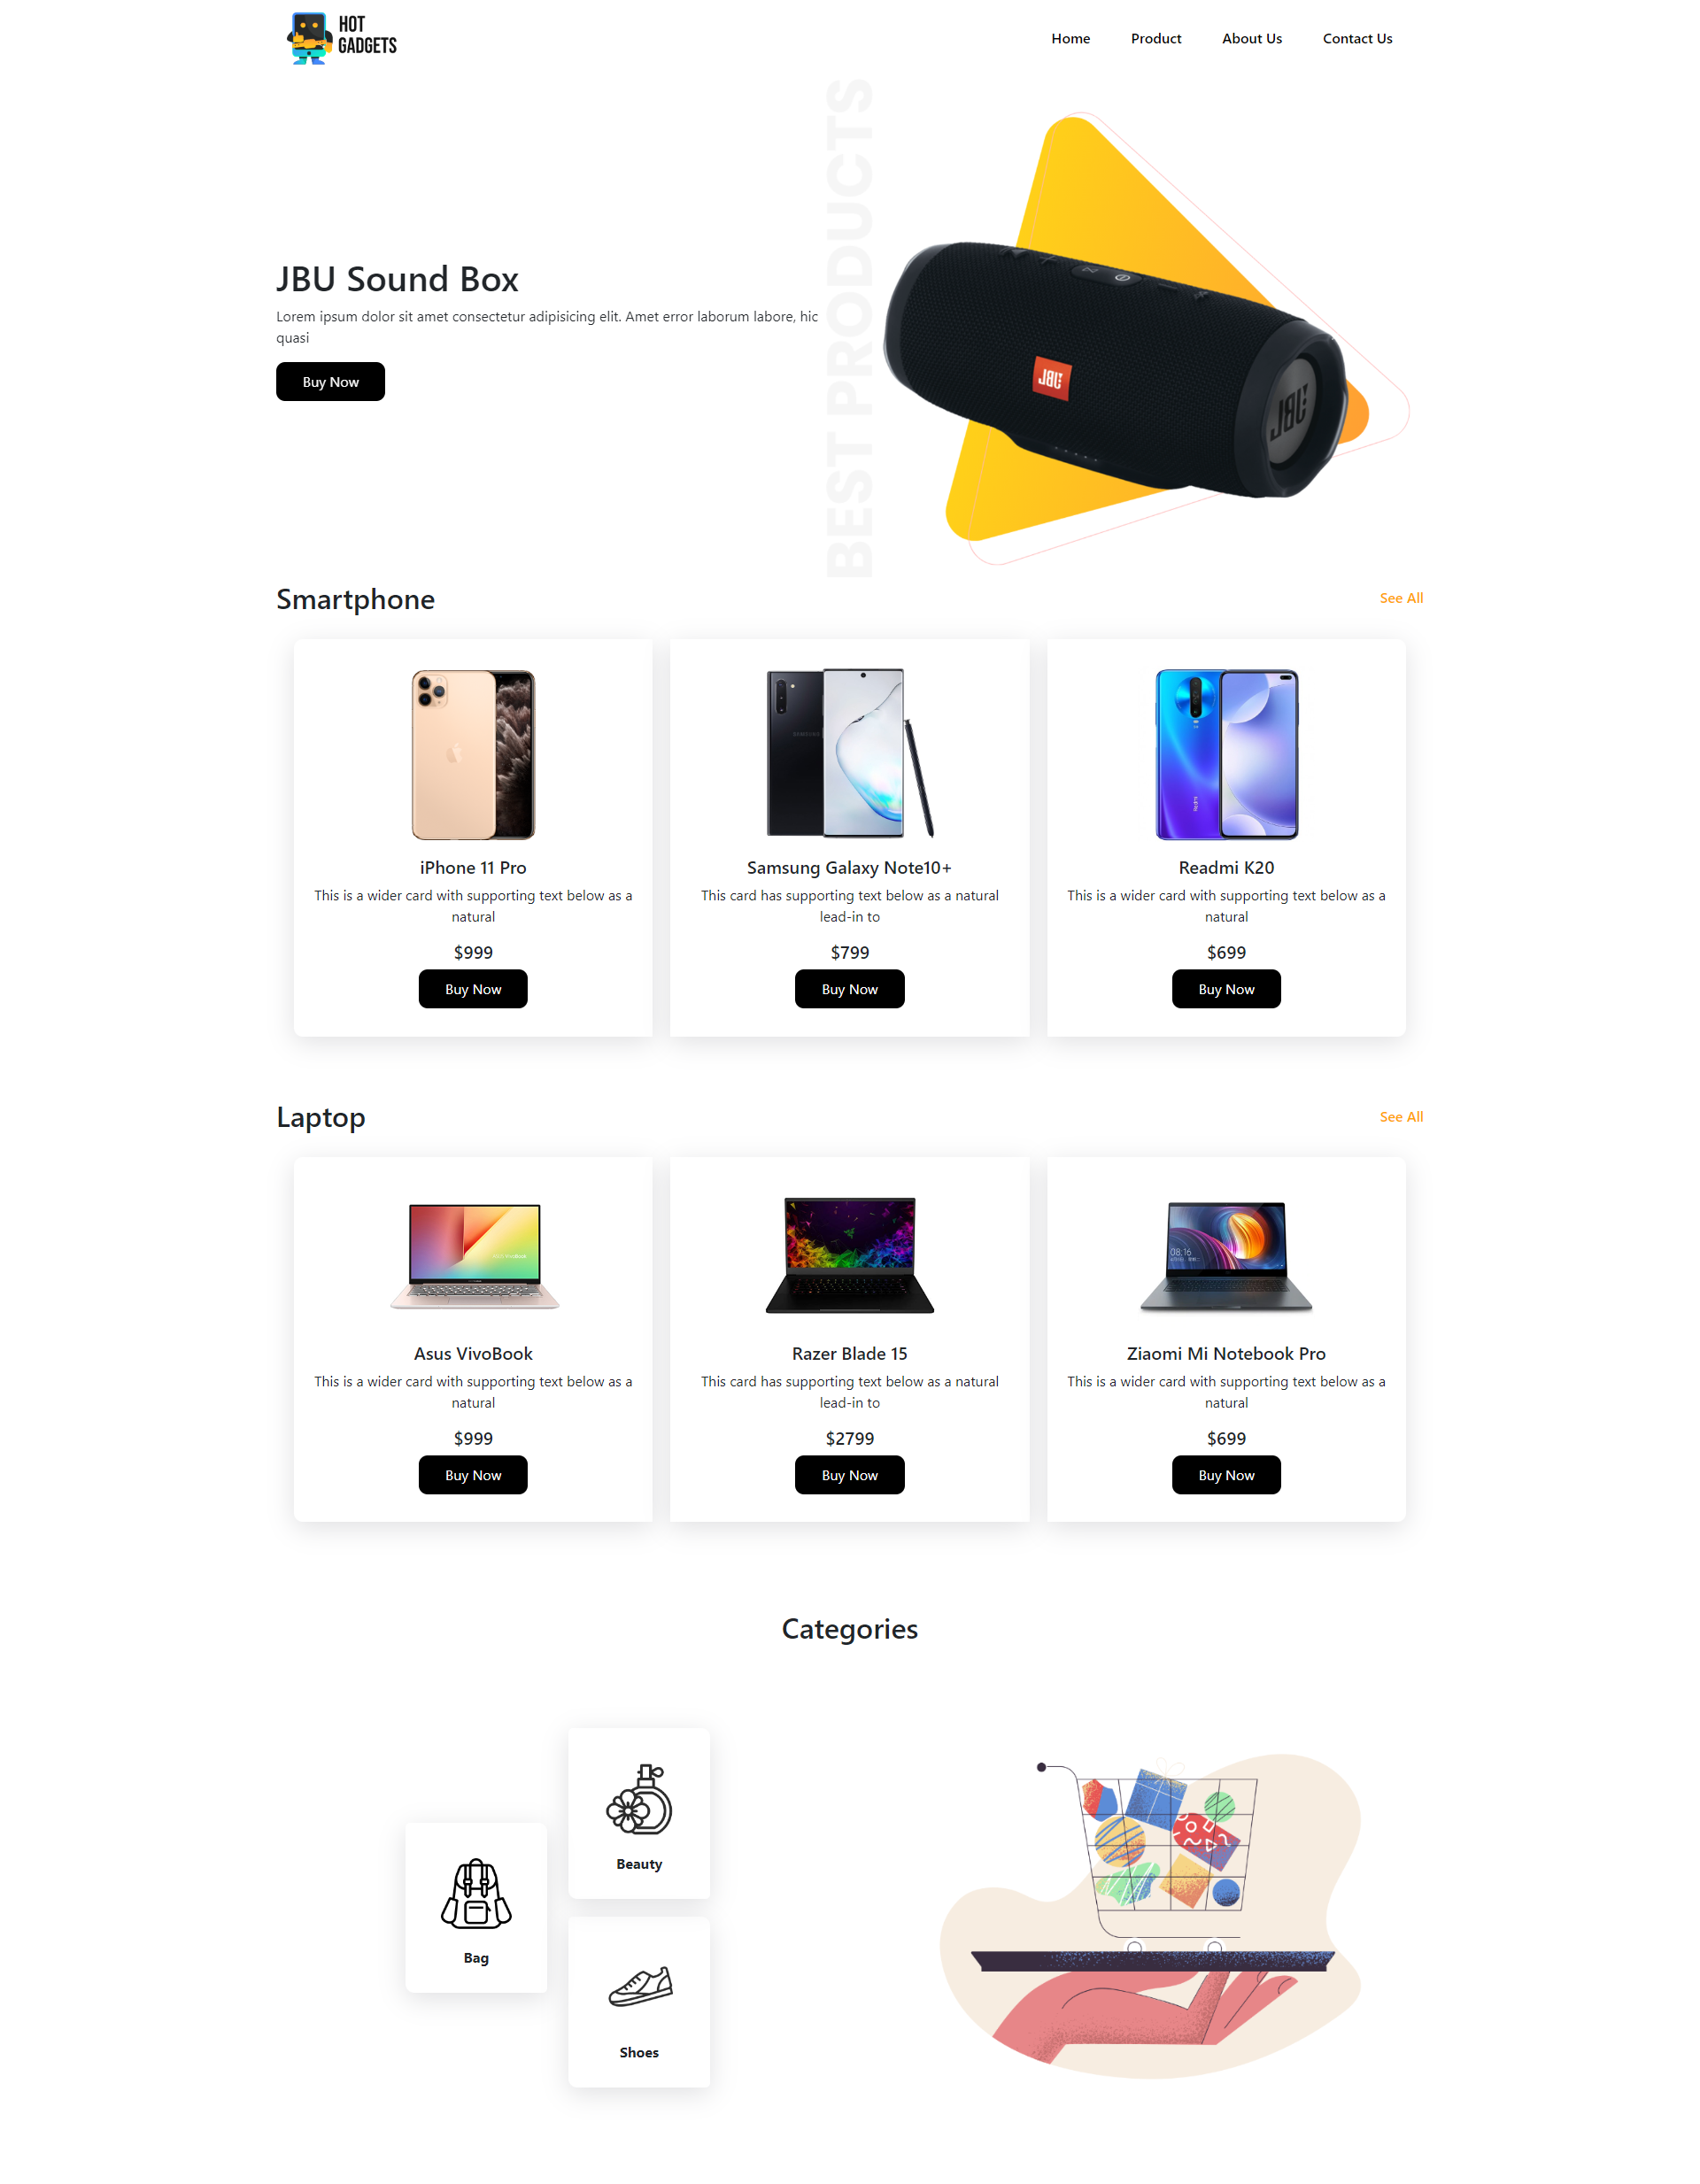 HOT
GADGETS
Home
Product
About Us
Contact Us
BEST PRODUCTS
JBU Sound Box
Lorem ipsum dolor sit amet consectetur adipisicing elit. Amet error laborum labore, hic
quasi
Buy Now
JBU
JBU
Smartphone
See All
SAMSUNG
Redmi
iPhone 11 Pro
This is a wider card with supporting text below as a
natural
$999
Buy Now
Samsung Galaxy Note10+
This card has supporting text below as a natural
lead-in to
$799
Buy Now
Readmi K20
This is a wider card with supporting text below as a
natural
$699
Buy Now
Laptop
See All
ASUS VivoBook
08:16
Asus VivoBook
This is a wider card with supporting text below as a
natural
$999
Buy Now
Razer Blade 15
This card has supporting text below as a natural
lead-in to
$2799
Buy Now
Ziaomi Mi Notebook Pro
This is a wider card with supporting text below as a
natural
$699
Buy Now
Categories
Beauty
Bag
Shoes